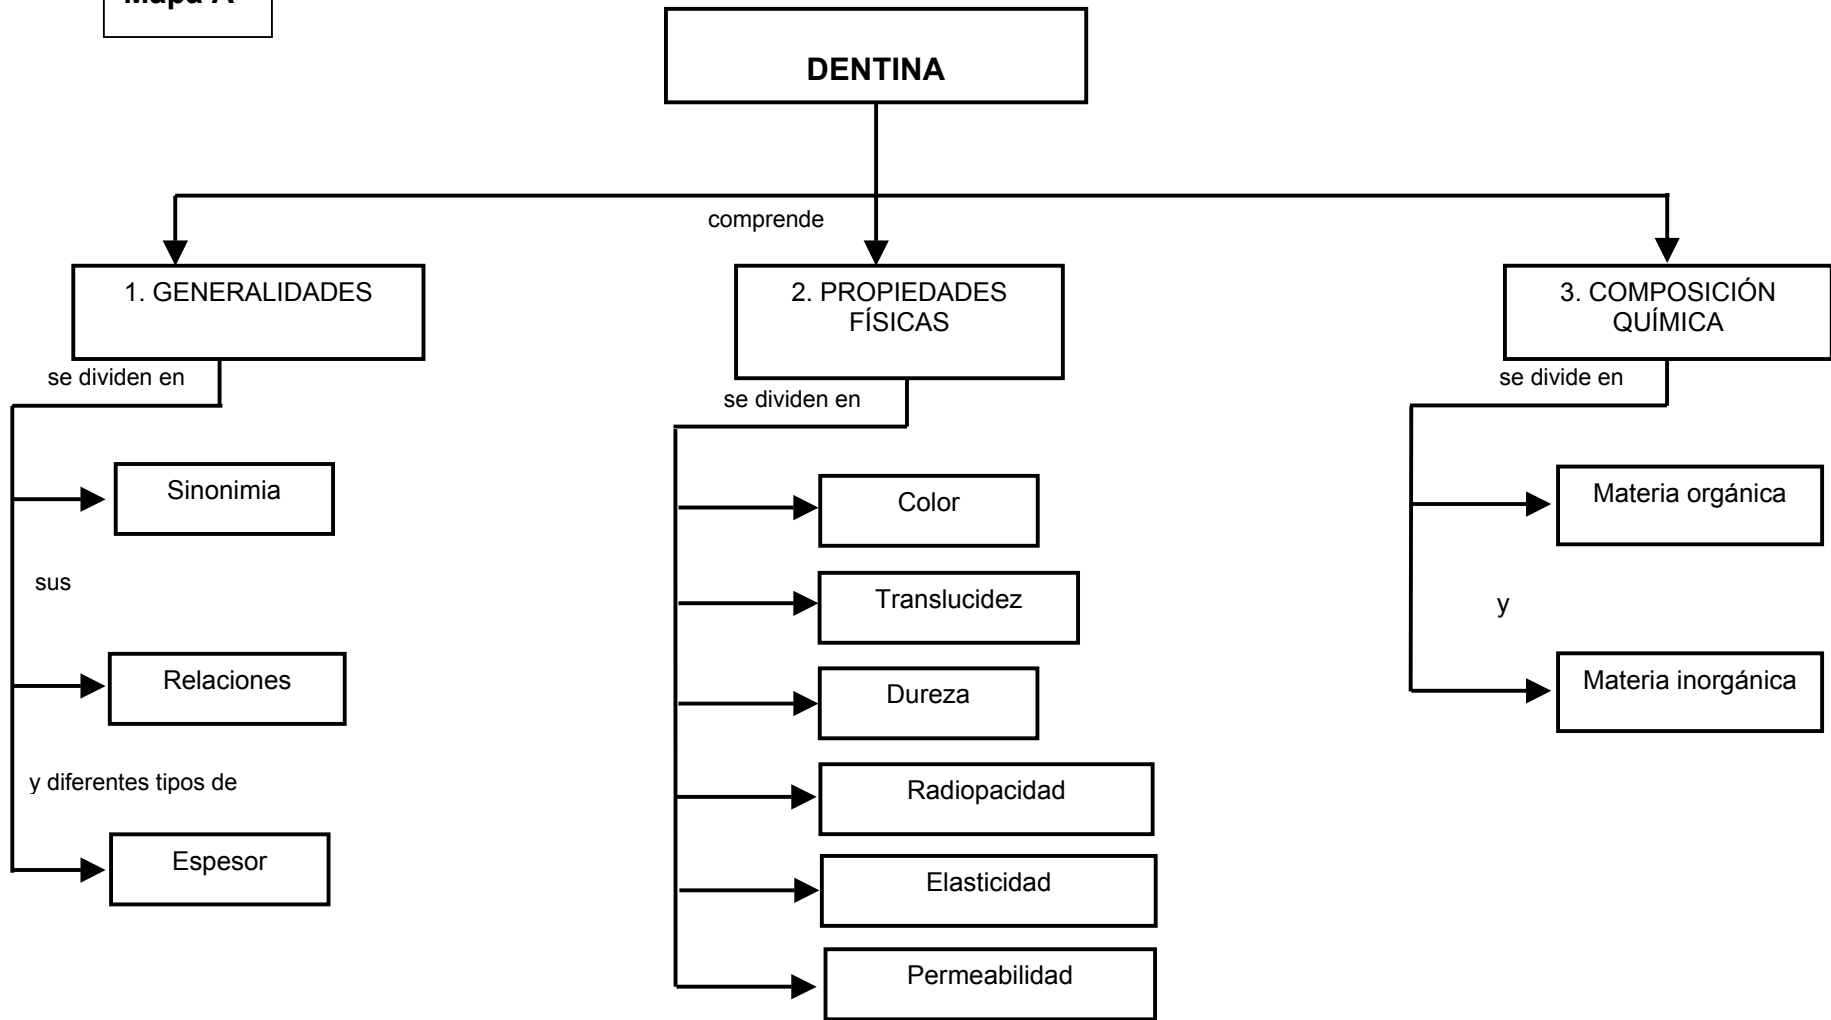 Mapa A
DENTINA
comprende
1. GENERALIDADES
2. PROPIEDADES
FÍSICAS
3. COMPOSICIÓN
QUÍMICA
se dividen en
Sinonimia
sus
Relaciones
y diferentes tipos de
Espesor
se dividen en
Color
Translucidez
Dureza
Radiopacidad
Elasticidad
Permeabilidad
se divide en
Materia orgánica
y
Materia inorgánica